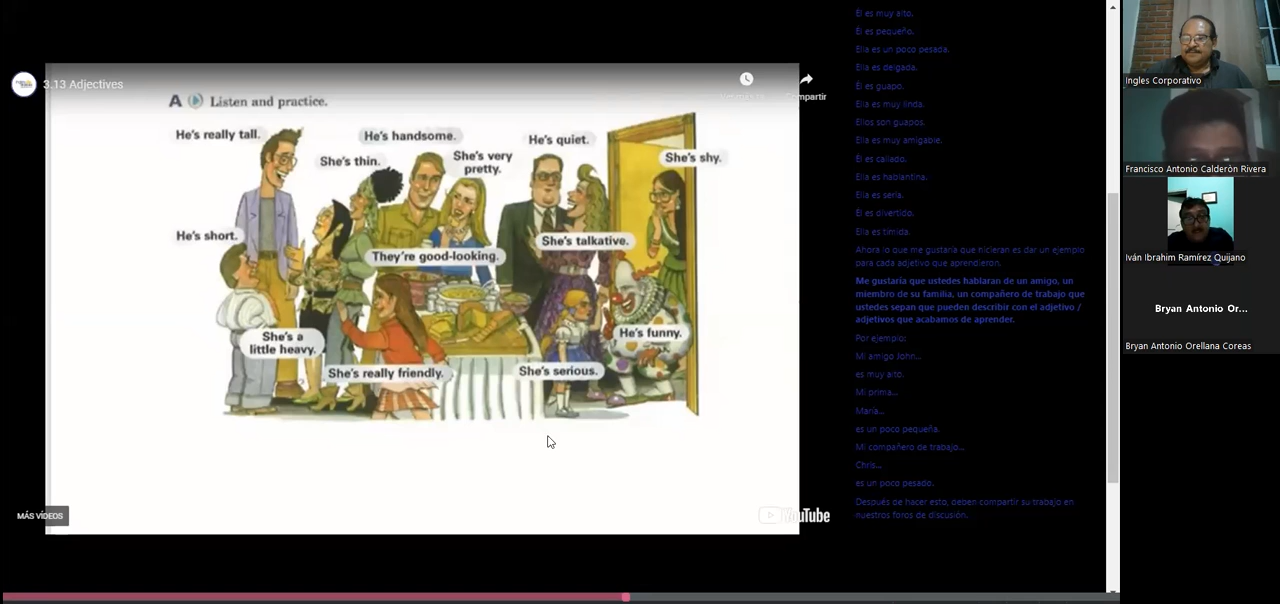 3.13 Adjectives
Compartir
A Listen and practice.
He's really tall.
He's handsome.
He's quiet.
She's thin.
She's very
pretty.
She's shy.
He's short.
They're good-looking.
She's talkative.
She's a
little heavy.
She's really friendly.
She's serious.
He's funny.
MÁS VÍDEOS
YouTube
Él es muy alto.
Él es pequeño.
Ella es un poco pesada.
Ella es delgada.
Él es guapo.
Ella es muy linda.
Ellos son guapos.
Ella es muy amigable.
Él es callado.
Ella es hablantina.
Ella es seria.
Él es divertido.
Ella es tímida.
Ahora lo que me gustaría que hicieran es dar un ejemplo
para cada adjetivo que aprendieron.
Me gustaría que ustedes hablaran de un amigo, un
miembro de su familia, un compañero de trabajo que
ustedes sepan que pueden describir con el adjetivo /
adjetivos que acabamos de aprender.
Por ejemplo:
Mi amigo John...
es muy alto.
Mi prima...
María...
es un poco pequeña.
Mi compañero de trabajo...
Chris...
es un poco pesado.
Después de hacer esto, deben compartir su trabajo en
nuestros foros de discusión.
Ingles Corporativo
Francisco Antonio Calderón Rivera
Iván Ibrahim Ramírez Quijano
Bryan Antonio Or...
Bryan Antonio Orellana Coreas